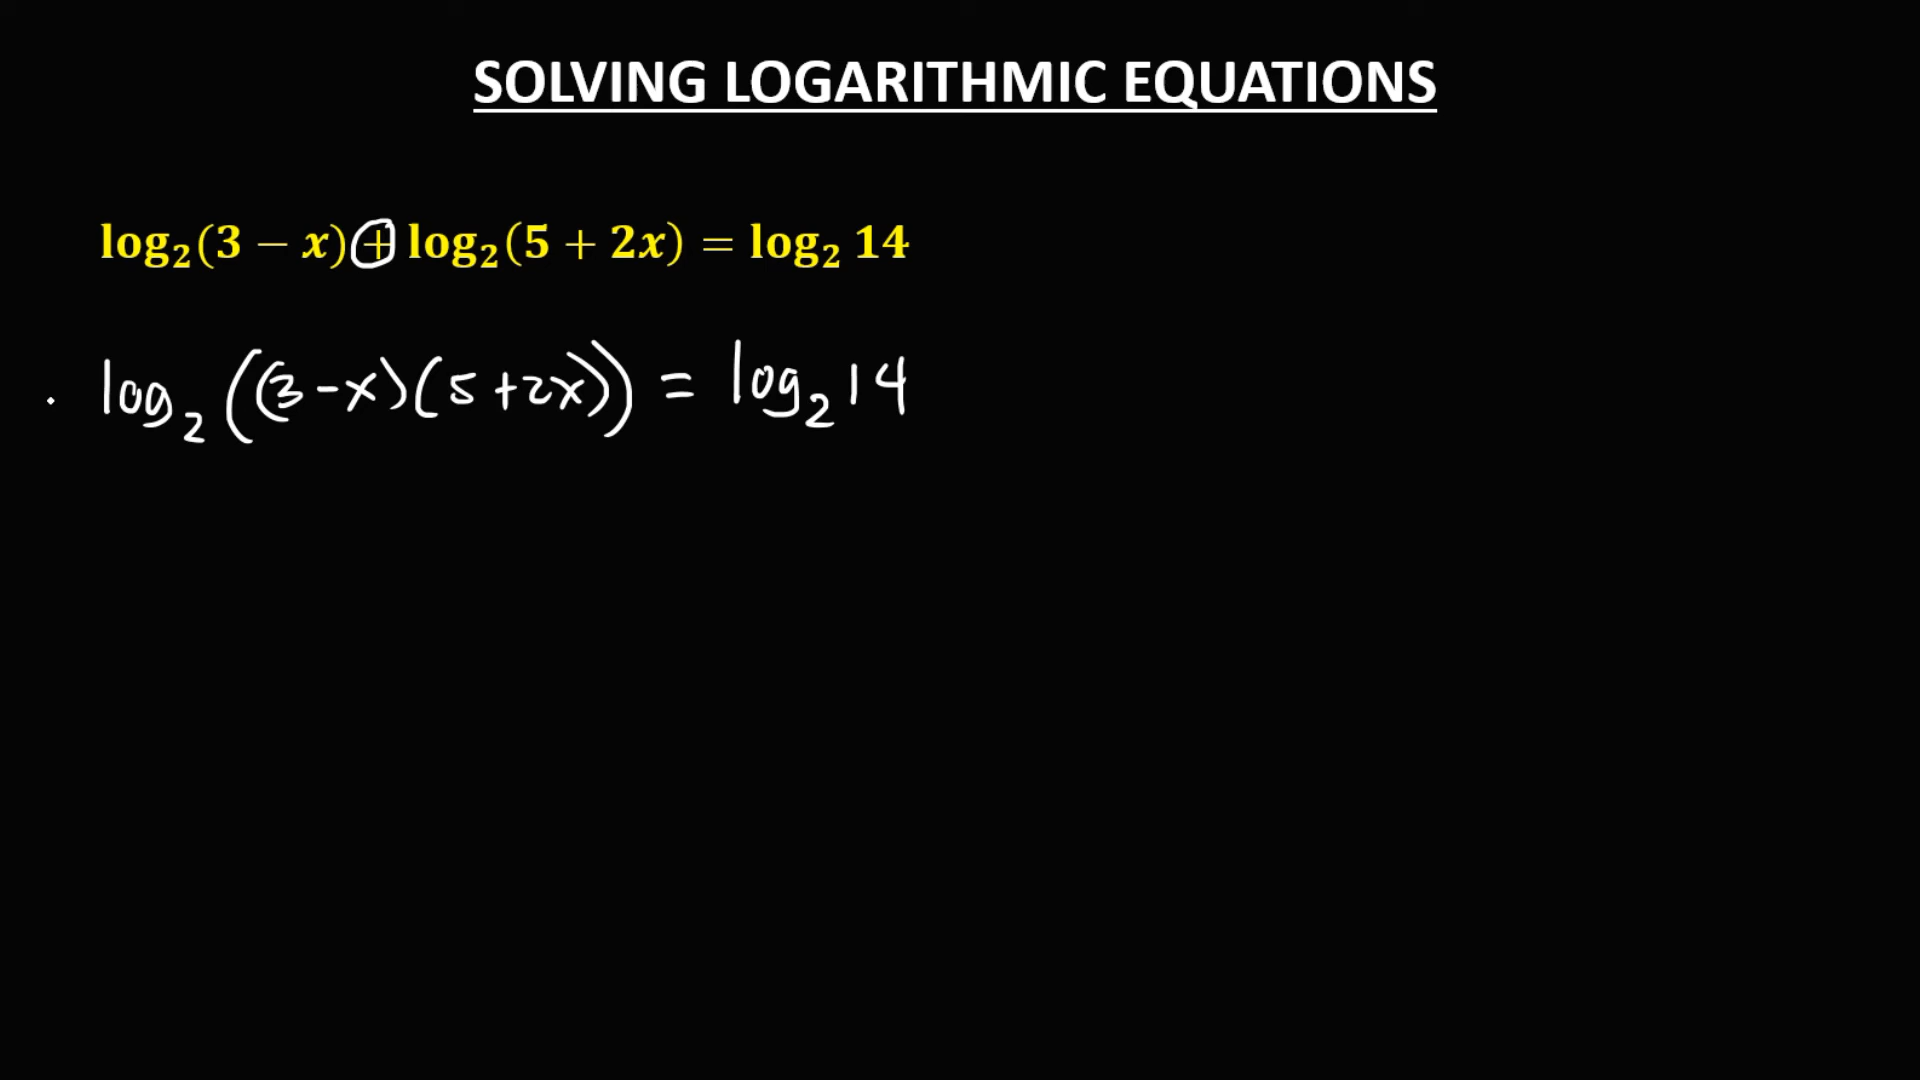 SOLVING LOGARITHMIC EQUATIONS
log₂(3 − x) + log₂(5 + 2x) = log₂ 14
log₂((3-x)(5+2x)) = log₂ 14